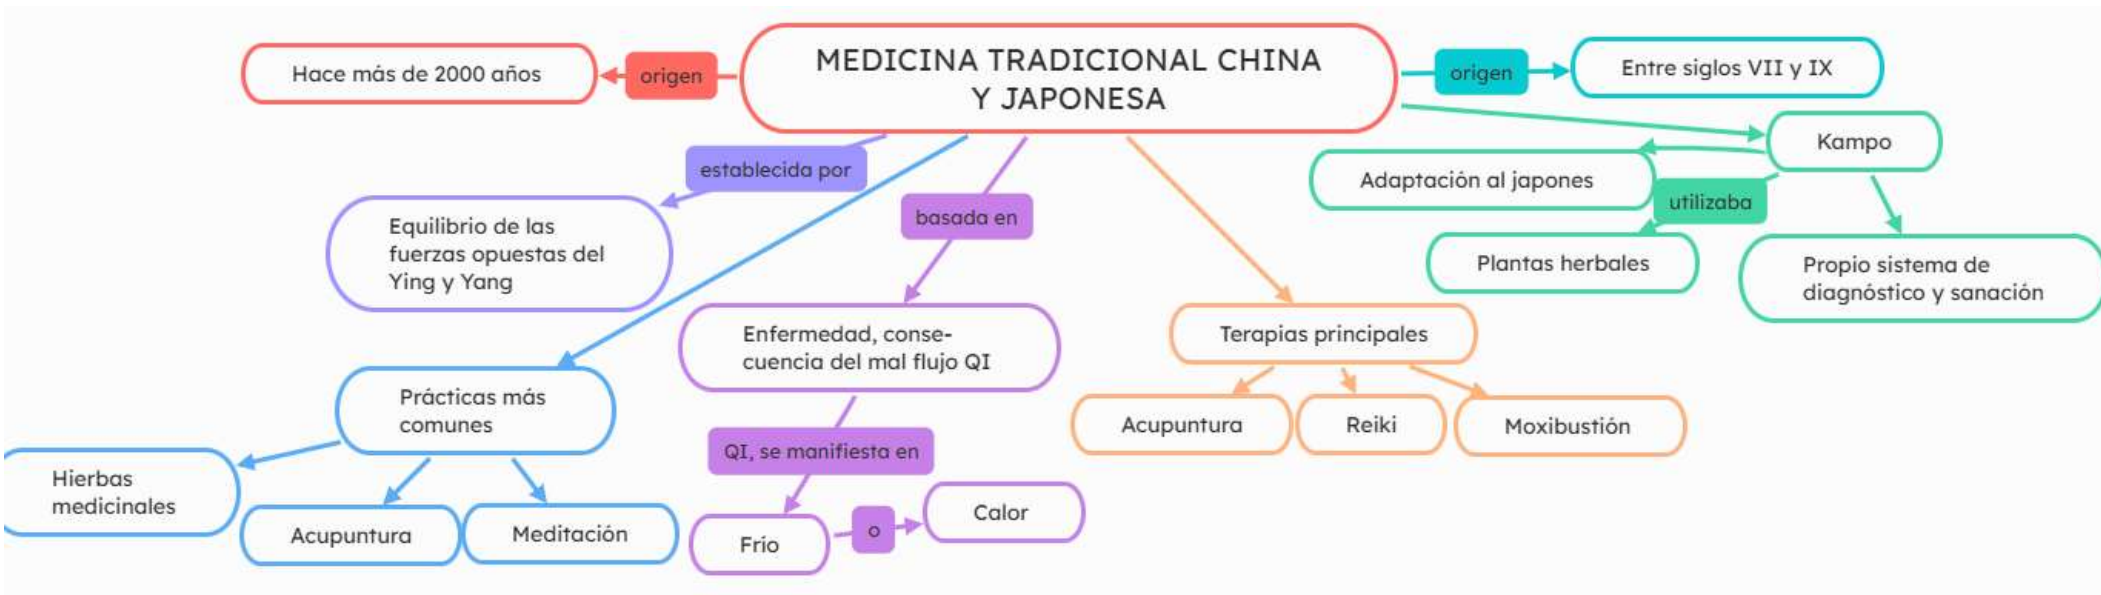 MEDICINA TRADICIONAL CHINA
Y JAPONESA
origen
Hace más de 2000 años
origen
Entre siglos VII y IX
Kampo
Adaptación al japones
utilizaba
Plantas herbales
Propio sistema de
diagnóstico y sanación
establecida por
Equilibrio de las
fuerzas opuestas del
Ying y Yang
basada en
Enfermedad, conse-
cuencia del mal flujo QI
QI, se manifiesta en
Frío
o
Calor
Terapias principales
Acupuntura
Reiki
Moxibustión
Prácticas más
comunes
Hierbas
medicinales
Acupuntura
Meditación